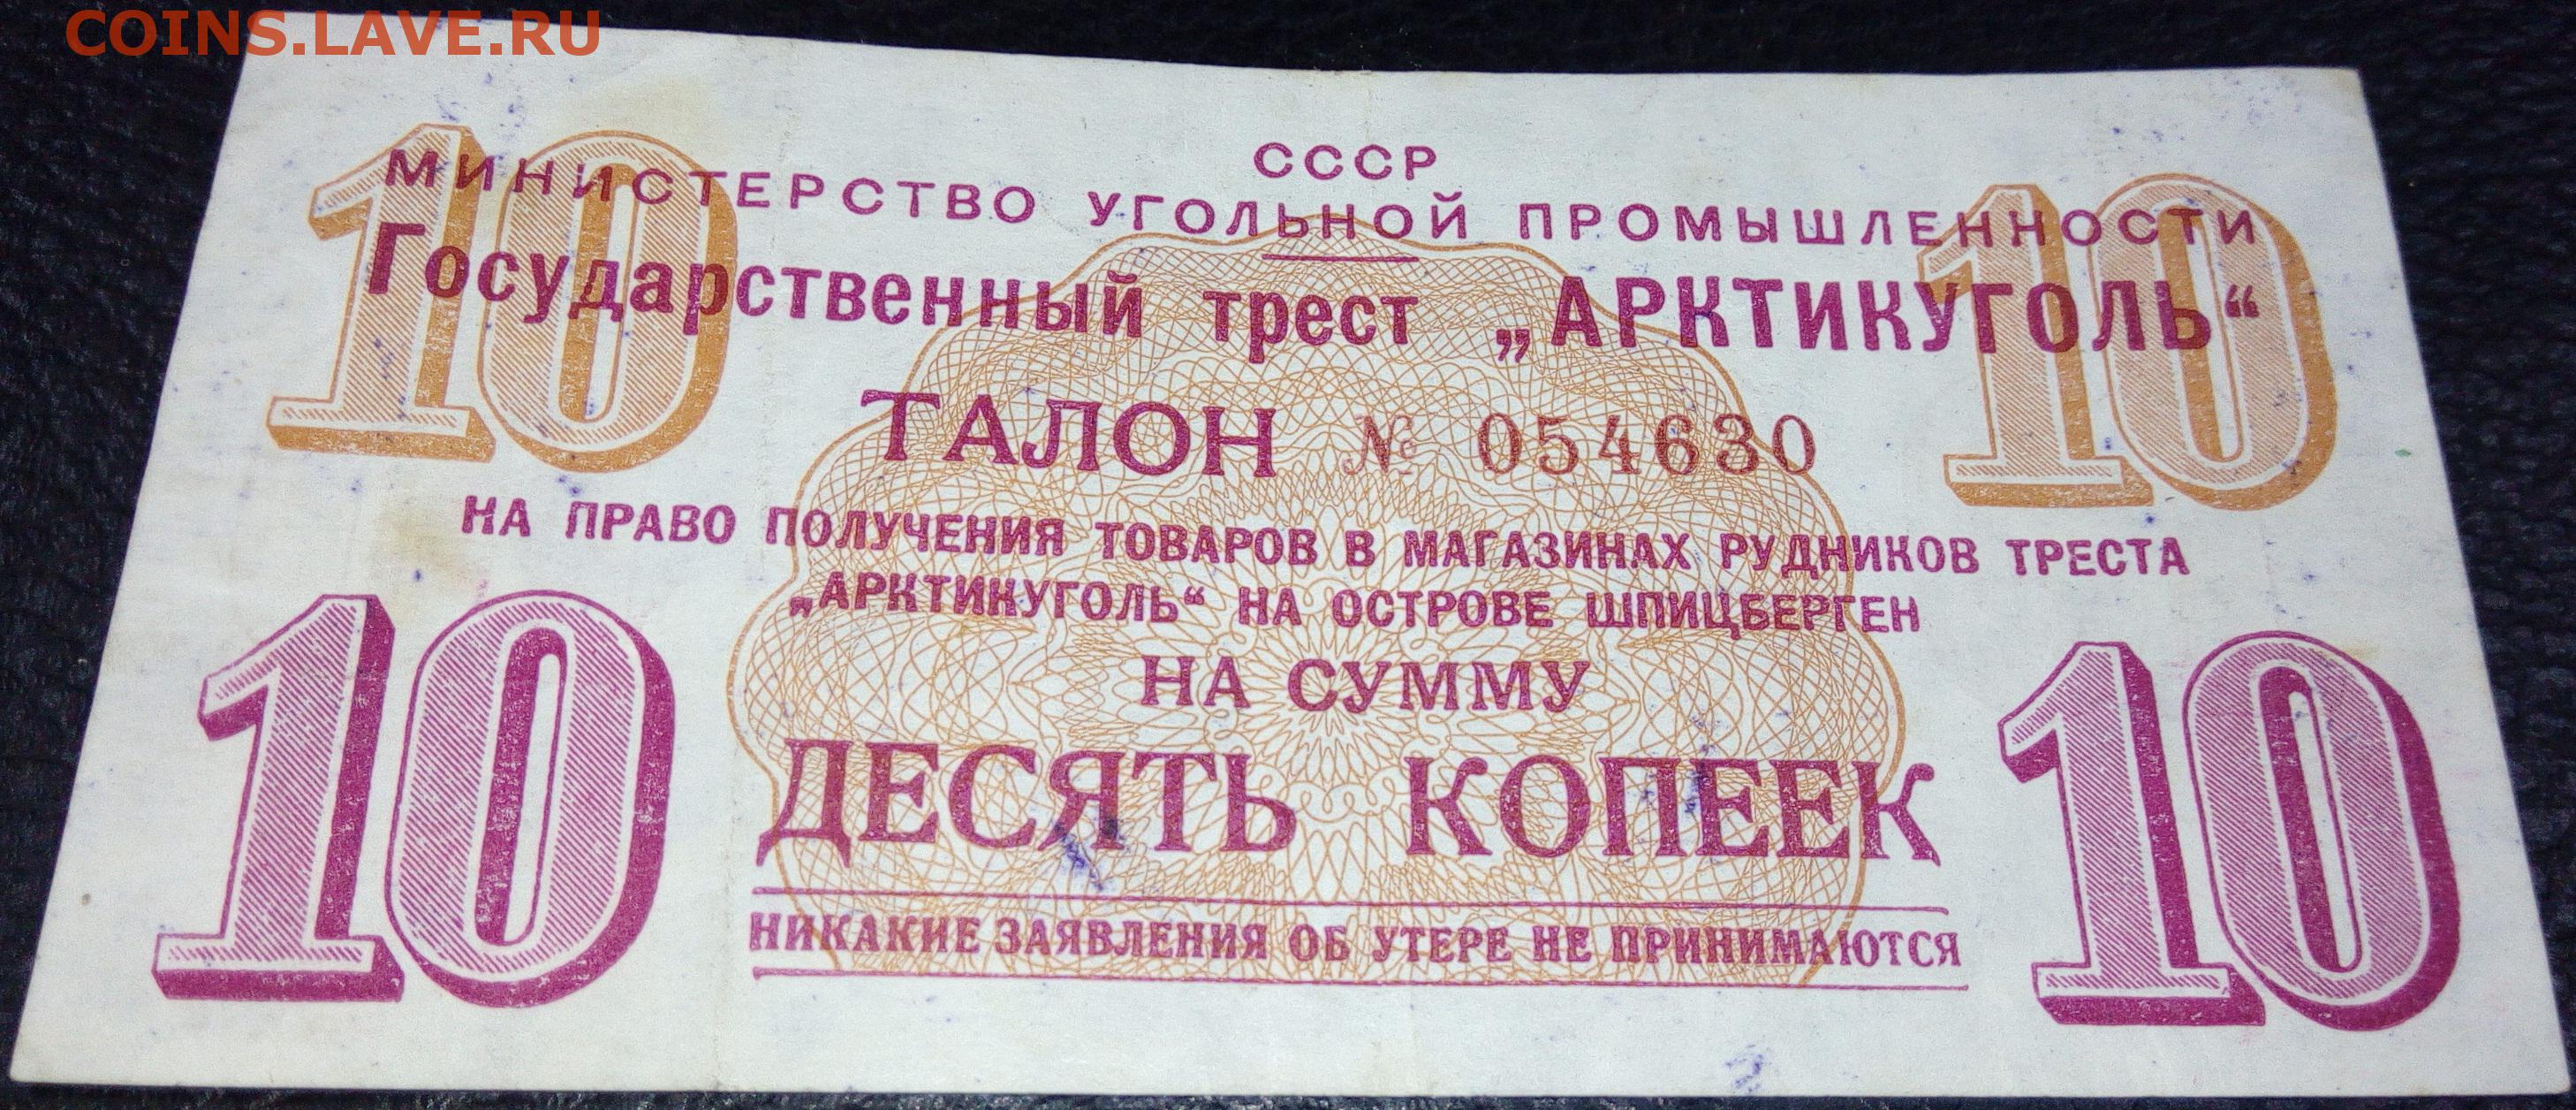 COINS.LAVE.RU
СССР
МИНИСТЕРСТВО УГОЛЬНОЙ ПРОМЫШЛЕННОСТИ
10 Государственный трест „АРКТИКУГОЛЬ“ 10
ТАЛОН № 054630
НА ПРАВО ПОЛУЧЕНИЯ ТОВАРОВ В МАГАЗИНАХ РУДНИКОВ ТРЕСТА
„АРКТИКУГОЛЬ“ НА ОСТРОВЕ ШПИЦБЕРГЕН
НА СУММУ
10 ДЕСЯТЬ КОПЕЕК 10
НИКАКИЕ ЗАЯВЛЕНИЯ ОБ УТЕРЕ НЕ ПРИНИМАЮТСЯ